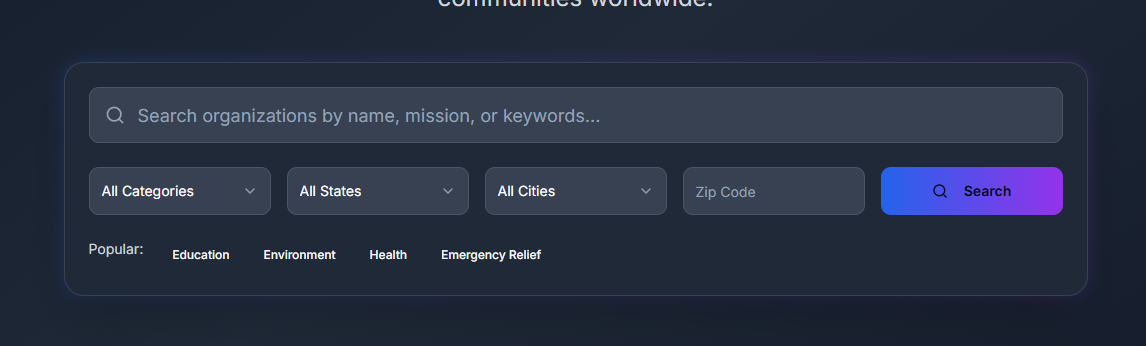 communities worldwide.
Search organizations by name, mission, or keywords...
All Categories All States All Cities Zip Code Search
Popular: Education Environment Health Emergency Relief